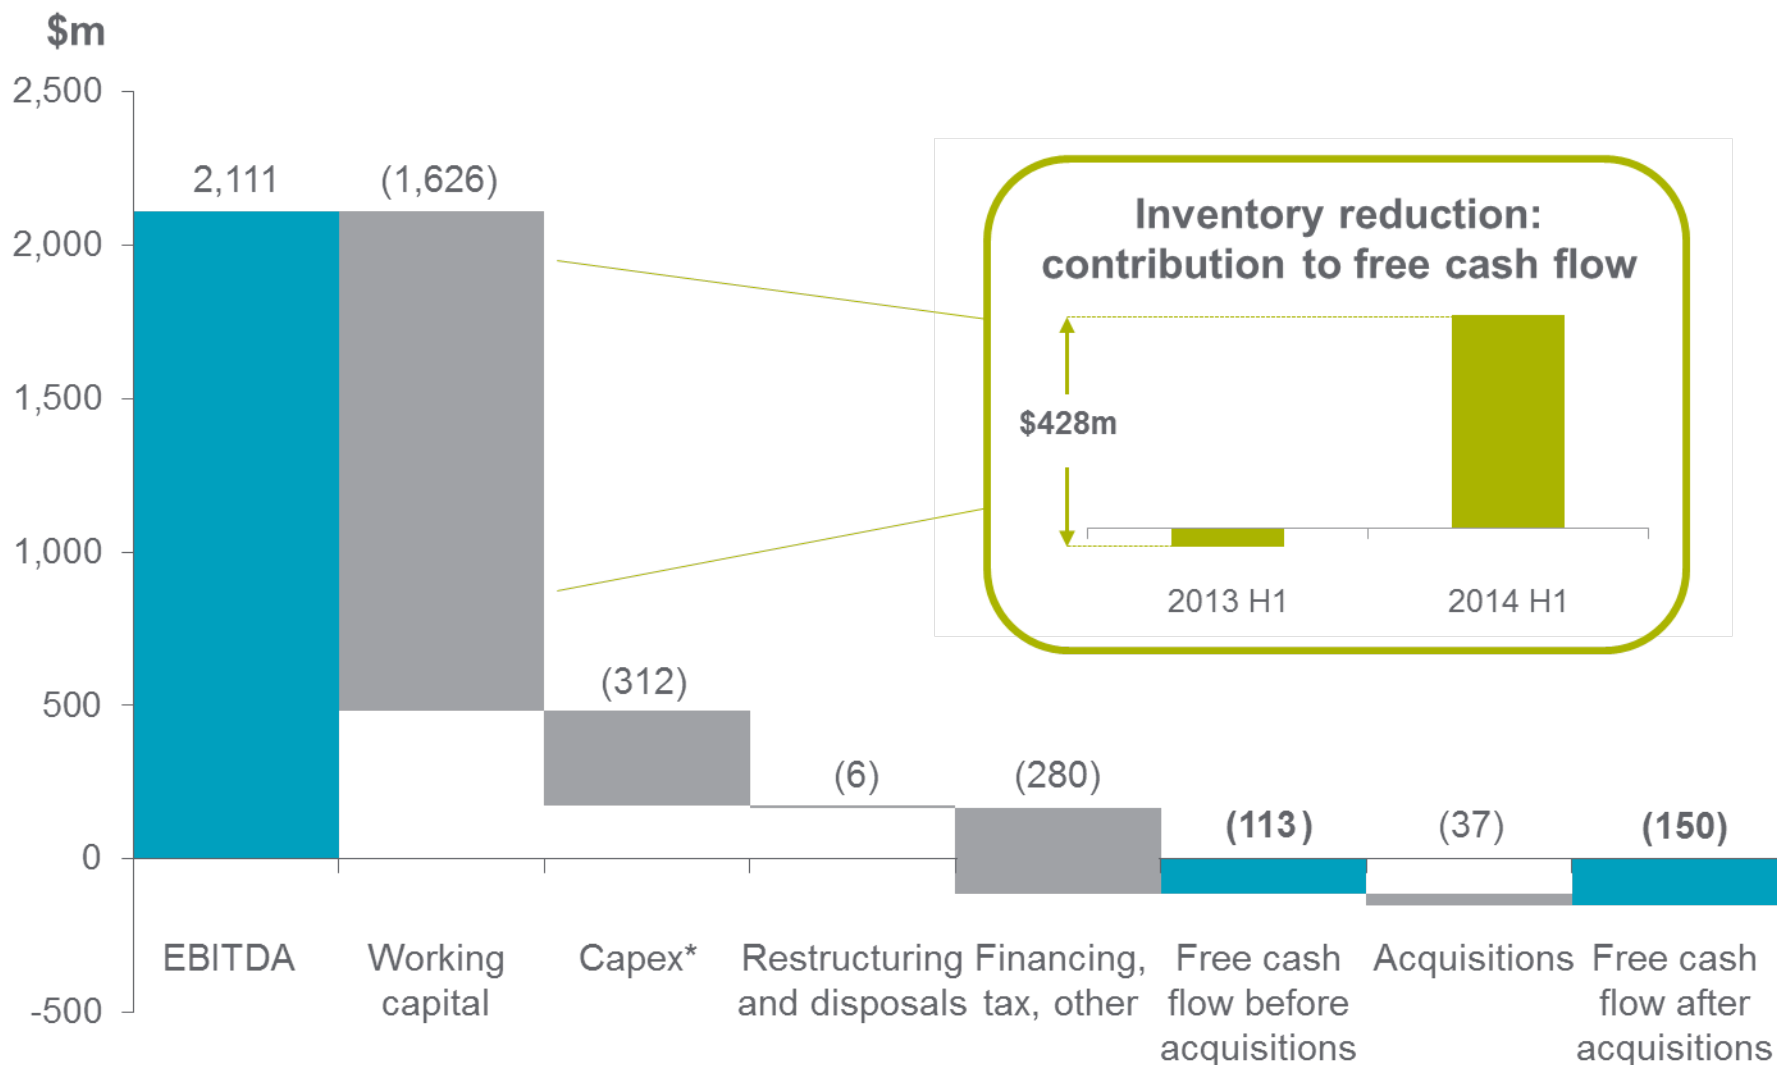 $m
2,500
2,000
1,500
1,000
500
0
-500
2,111
(1,626)
(312)
(6)
(280)
(113)
(37)
(150)
Inventory reduction:
contribution to free cash flow
$428m
2013 H1
2014 H1
EBITDA
Working
capital
Capex*
Restructuring
and disposals
Financing,
tax, other
Free cash
flow before
acquisitions
Acquisitions
Free cash
flow after
acquisitions